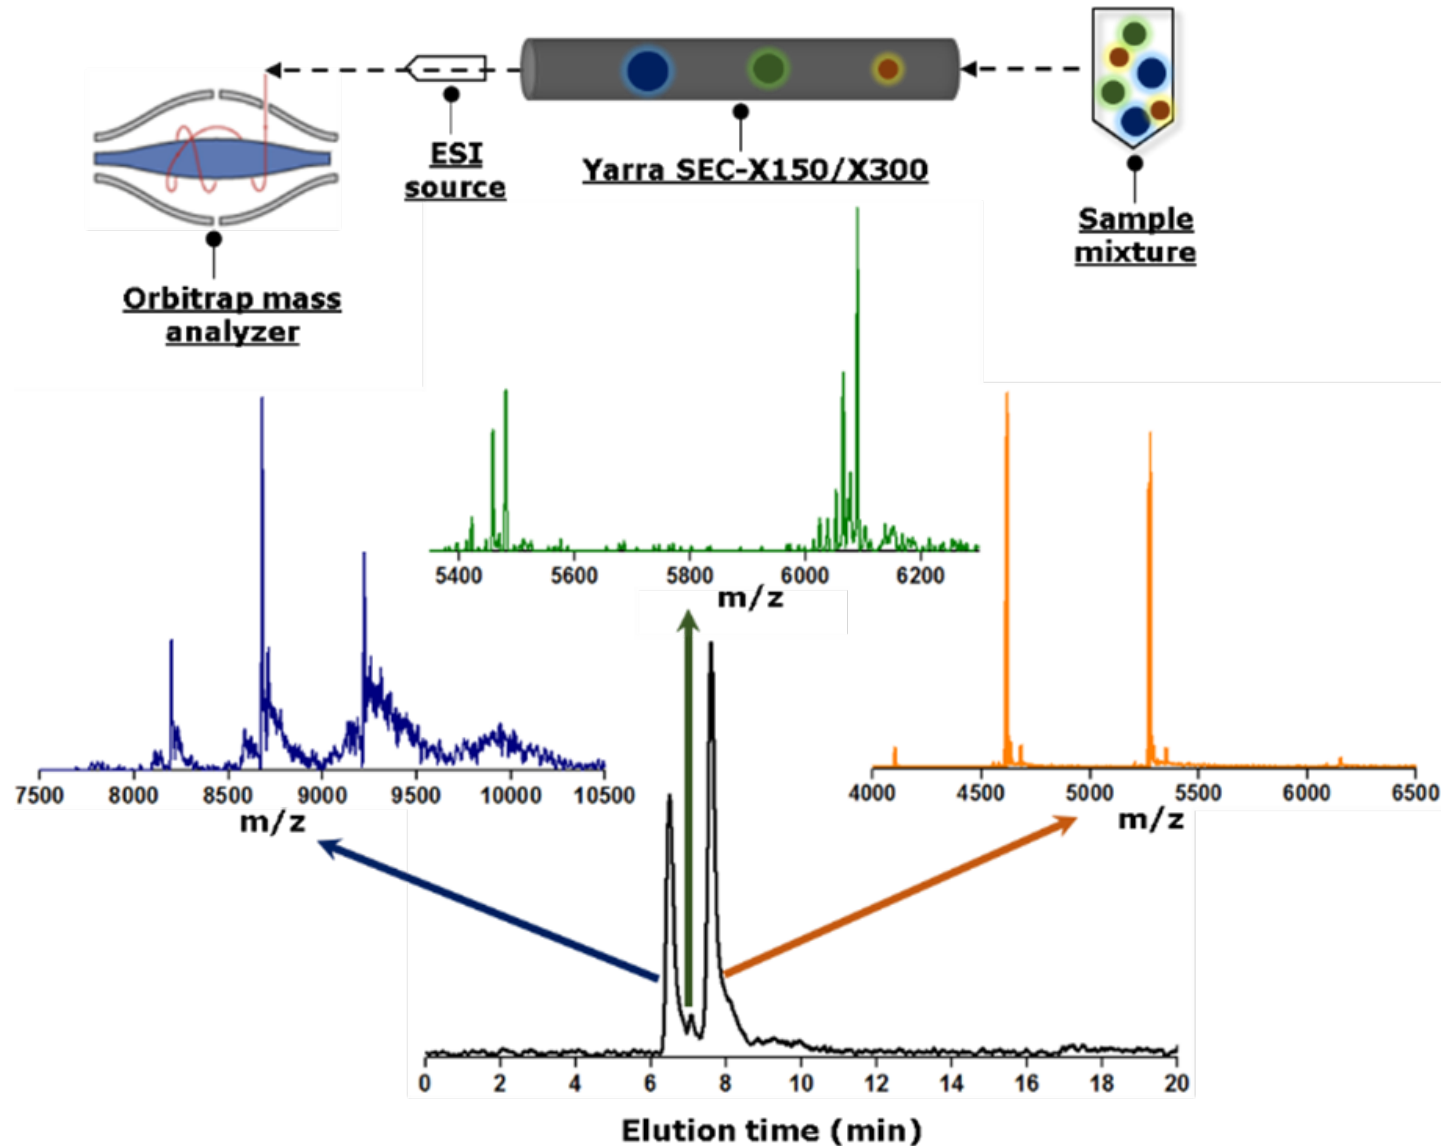 ESI
source
Yarra SEC-X150/X300
Sample
mixture
Orbitrap mass
analyzer
5400 5600 5800 6000 6200
m/z
7500 8000 8500 9000 9500 10000 10500
m/z
4000 4500 5000 5500 6000 6500
m/z
0 2 4 6 8 10 12 14 16 18 20
Elution time (min)